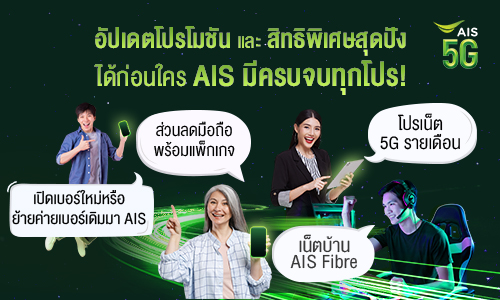 อัปเดตโปรโมชัน และ สิทธิพิเศษสุดปัง
ได้ก่อนใคร AIS มีครบจบทุกโปร!
AIS
5G
ส่วนลดมือถือ
พร้อมแพ็กเกจ
โปรเน็ต
5G รายเดือน
เปิดเบอร์ใหม่หรือ
ย้ายค่ายเบอร์เดิมมา AIS
เน็ตบ้าน
AIS Fibre